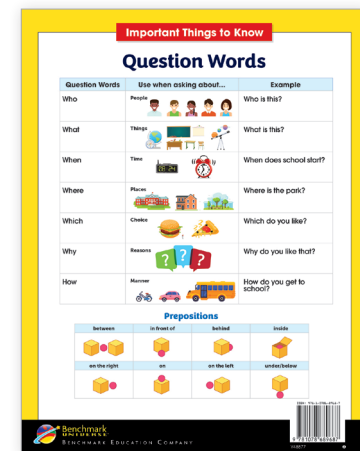 Important Things to Know
Question Words
Question Words Use when asking about... Example
Who People Who is this?
What Things What is this?
When Time When does school start?
Where Places Where is the park?
Which Choice Which do you like?
Why Reasons Why do you like that?
? ? ?
How Manner How do you get to
school?
Prepositions
between in front of behind inside
on the right on on the left under/below
Benchmark
UNIVERSE
BENCHMARK EDUCATION COMPANY